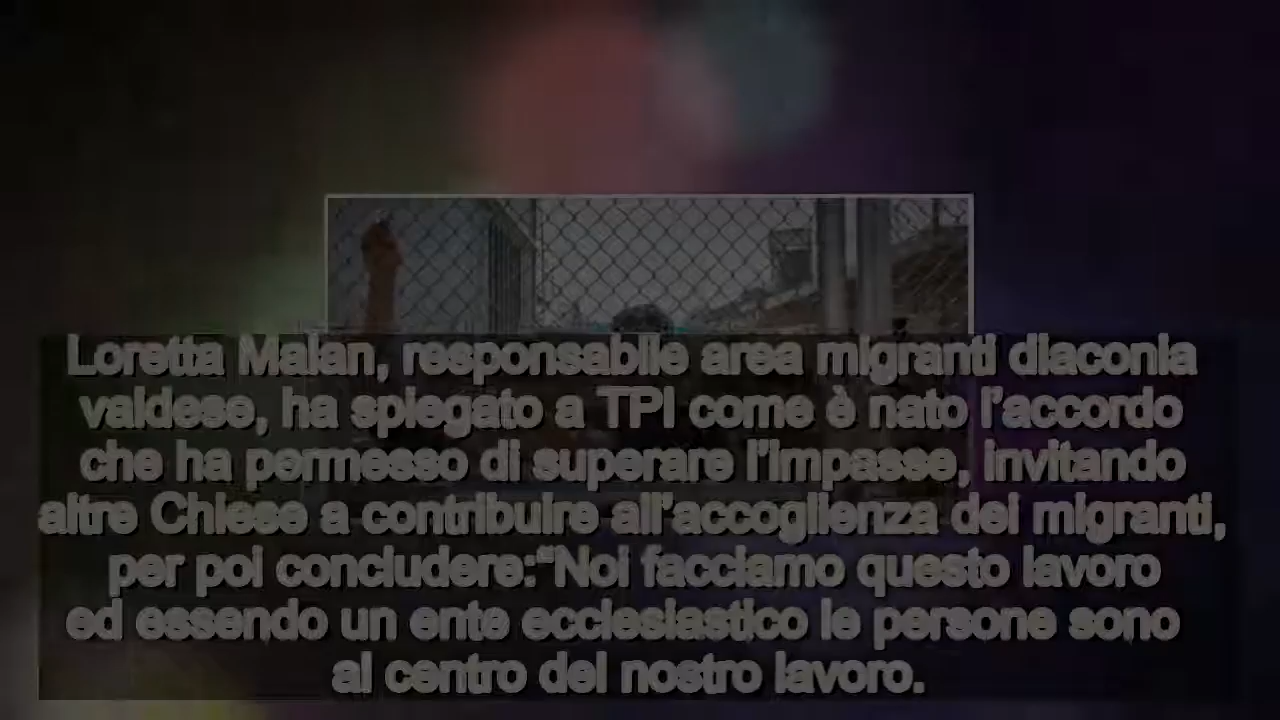 Loretta Malan, responsabile area migranti diaconia
valdese, ha spiegato a TPI come è nato l'accordo
che ha permesso di superare l'impasse, invitando
altre Chiese a contribuire all'accoglienza dei migranti,
per poi concludere:“Noi facciamo questo lavoro
ed essendo un ente ecclesiastico le persone sono
al centro del nostro lavoro.